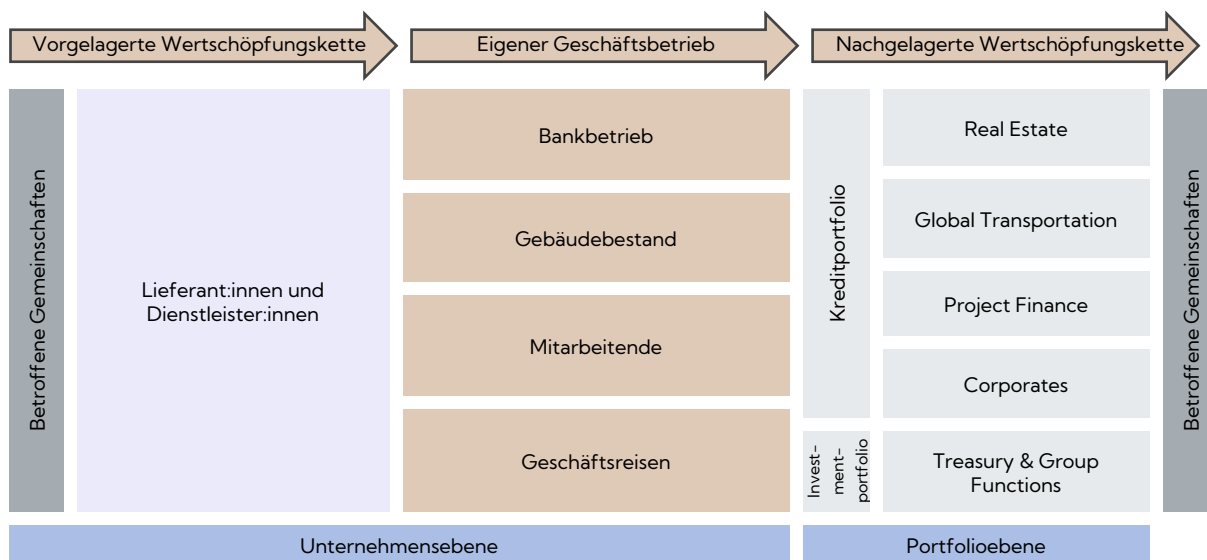 Vorgelagerte Wertschöpfungskette
Eigener Geschäftsbetrieb
Nachgelagerte Wertschöpfungskette
Betroffene Gemeinschaften
Lieferant:innen und
Dienstleister:innen
Bankbetrieb
Gebäudebestand
Mitarbeitende
Geschäftsreisen
Kreditportfolio
Real Estate
Global Transportation
Project Finance
Corporates
Invest-
ment-
portfolio
Treasury & Group
Functions
Betroffene Gemeinschaften
Unternehmensebene
Portfolioebene